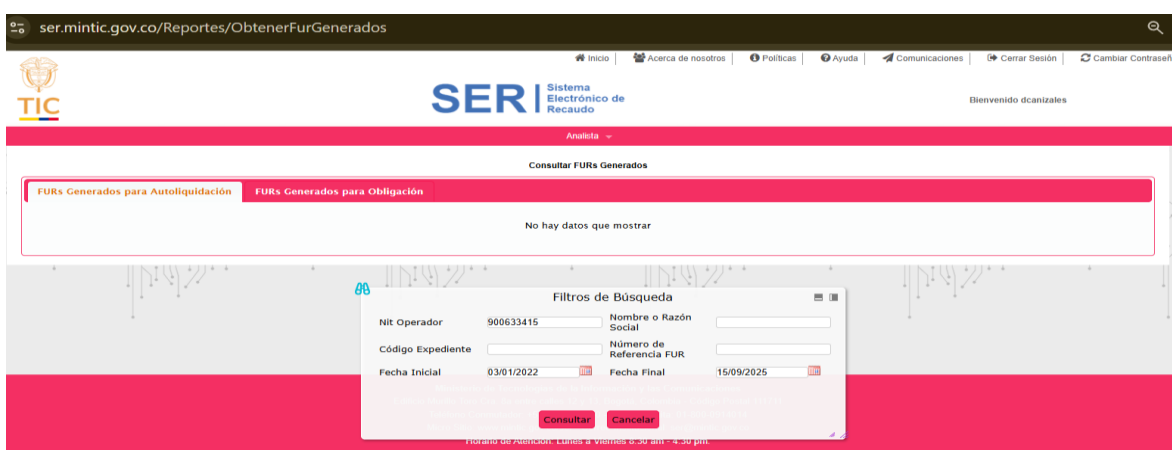 ser.mintic.gov.co/Reportes/ObtenerFurGenerados
Inicio Acerca de nosotros Políticas Ayuda Comunicaciones Cerrar Sesión Cambiar Contraseñ
TIC
SER Sistema Electrónico de Recaudo
Bienvenido dcanizales
Analista
Consultar FURs Generados
FURs Generados para Autoliquidación FURs Generados para Obligación
No hay datos que mostrar
Filtros de Búsqueda
Nit Operador 900633415 Nombre o Razón Social
Código Expediente Número de Referencia FUR
Fecha Inicial 03/01/2022 Fecha Final 15/09/2025
Consultar Cancelar
Horario de Atención: Lunes a Viernes 8:30 am - 4:30 pm.